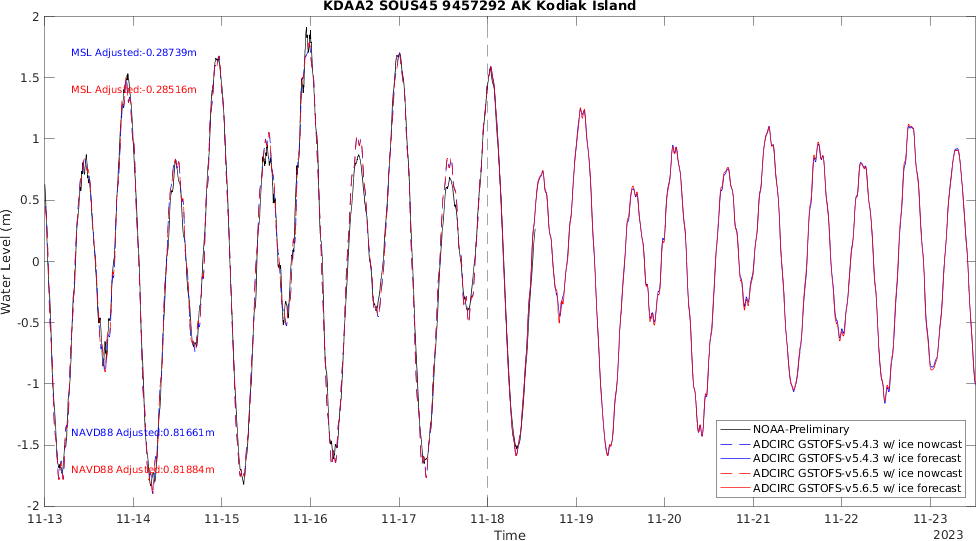 KDAA2 SOUS45 9457292 AK Kodiak Island
2
1.5
1
0.5
0
-0.5
-1
-1.5
-2
Water Level (m)
MSL Adjusted:-0.28739m
MSL Adjusted:-0.28516m
NAVD88 Adjusted:0.81661m
NAVD88 Adjusted:0.81884m
NOAA-Preliminary
ADCIRC GSTOFS-v5.4.3 w/ ice nowcast
ADCIRC GSTOFS-v5.4.3 w/ ice forecast
ADCIRC GSTOFS-v5.6.5 w/ ice nowcast
ADCIRC GSTOFS-v5.6.5 w/ ice forecast
11-13 11-14 11-15 11-16 11-17 11-18 11-19 11-20 11-21 11-22 11-23
Time
2023